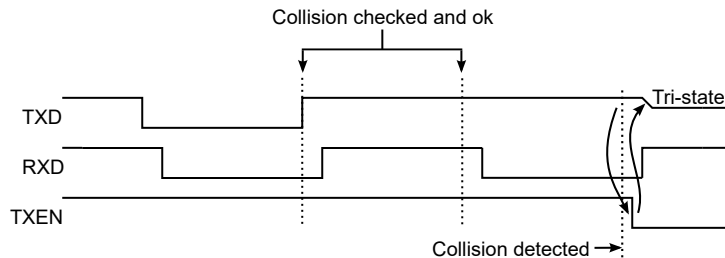 Collision checked and ok
TXD
Tri-state
RXD
TXEN
Collision detected